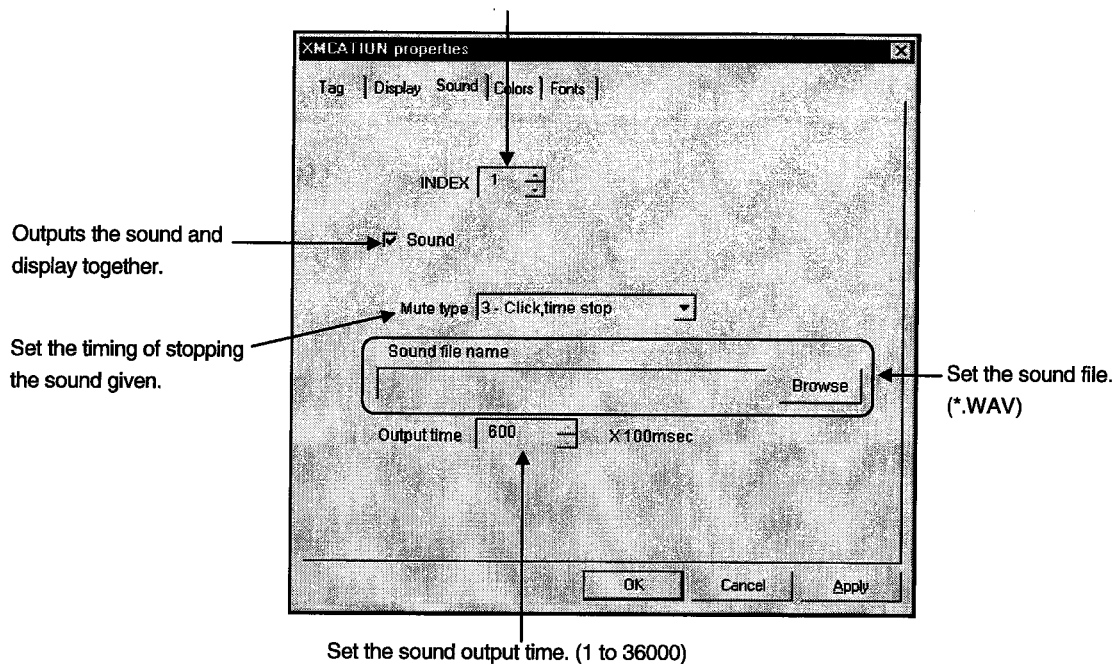 XMCATION properties
Tag Display Sound Colors Fonts
INDEX 1
Outputs the sound and
display together.
Sound
Mute type 3 - Click,time stop
Set the timing of stopping
the sound given.
Sound file name
Browse
Set the sound file.
(*.WAV)
Output time 600 X100msec
OK Cancel Apply
Set the sound output time. (1 to 36000)